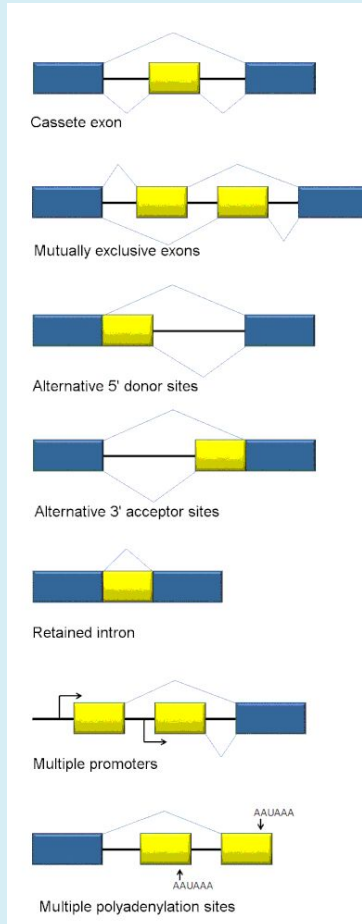 Cassete exon
Mutually exclusive exons
Alternative 5' donor sites
Alternative 3' acceptor sites
Retained intron
Multiple promoters
AAUAAA
AAUAAA
Multiple polyadenylation sites